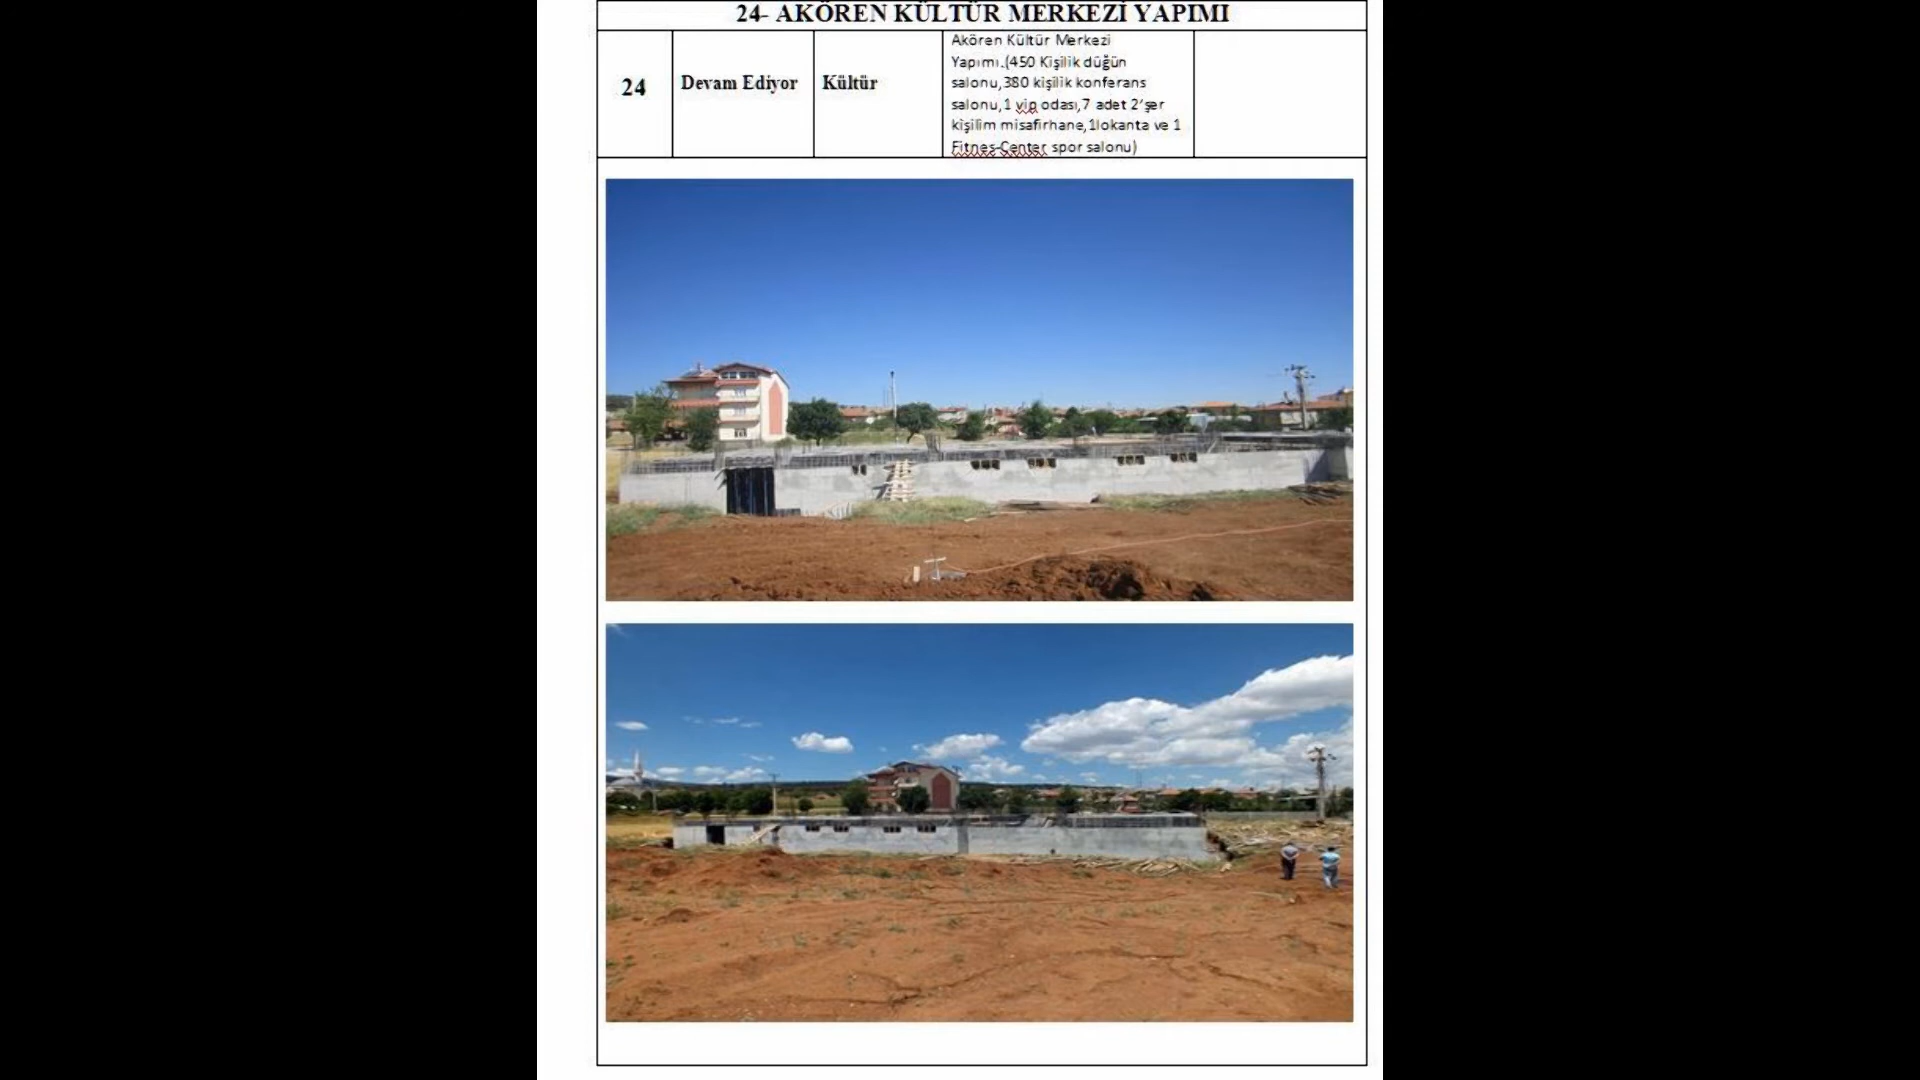 24- AKÖREN KÜLTÜR MERKEZİ YAPIMI
24
Devam Ediyor
Kültür
Akören Kültür Merkezi
Yapımı.(450 Kişilik düğün
salonu,380 kişilik konferans
salonu,1 vip odası,7 adet 2'şer
kişilim misafirhane,1lokanta ve 1
Fitnes-Center spor salonu)